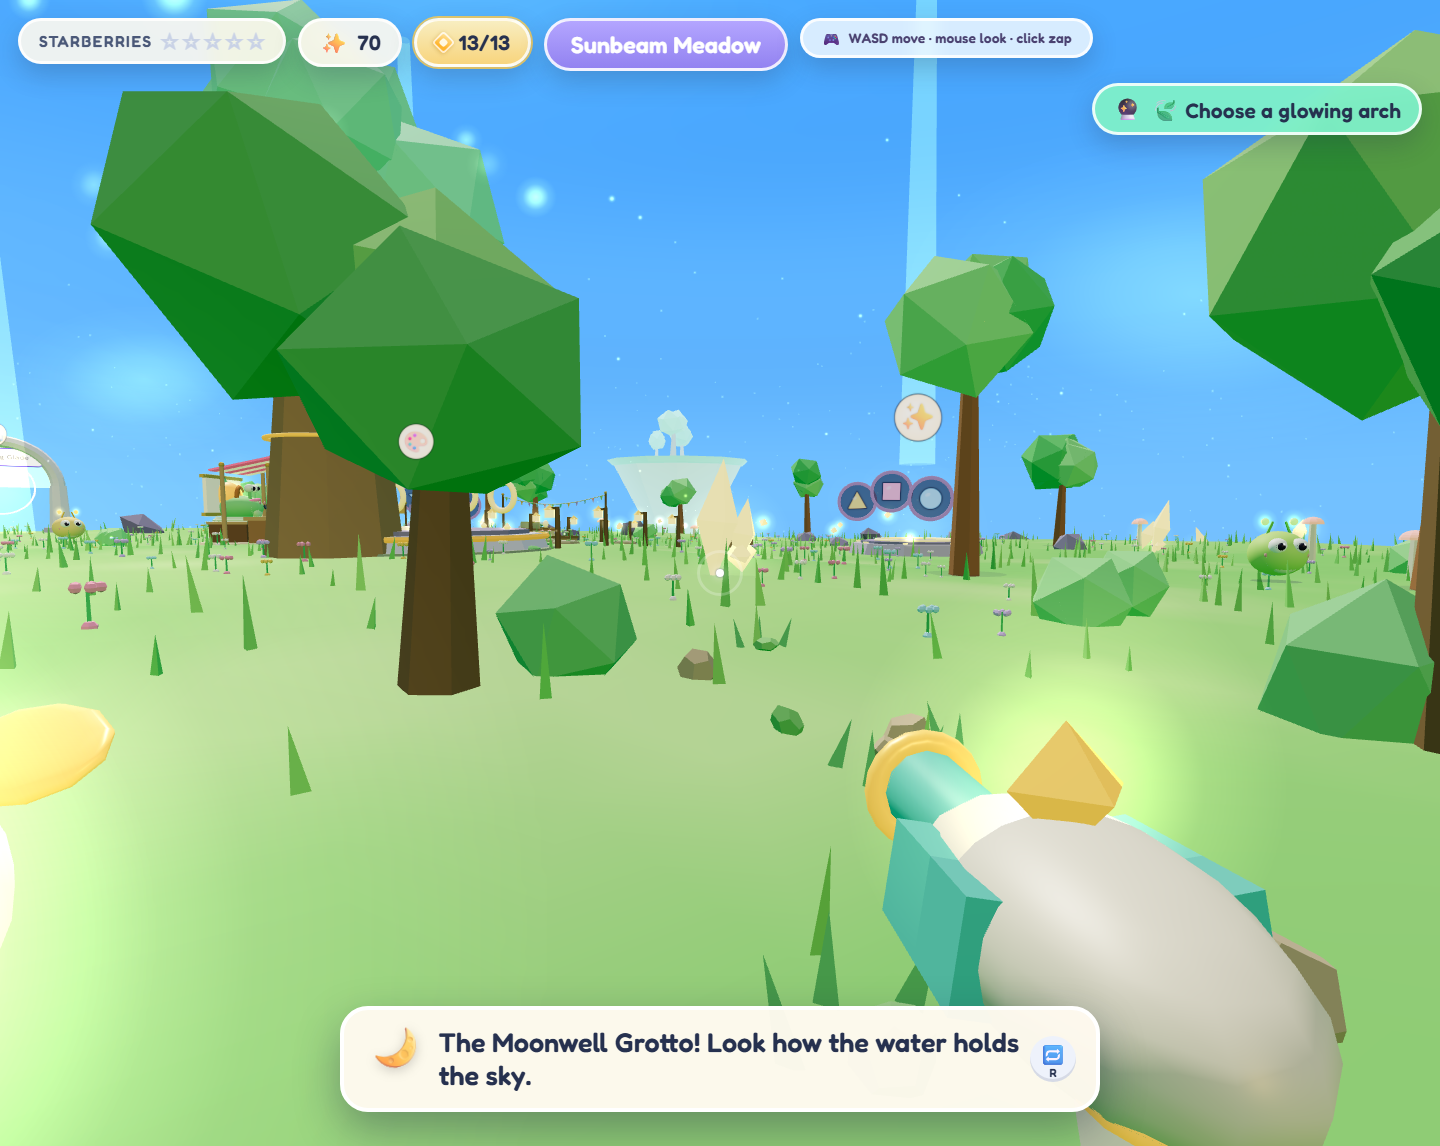 STARBERRIES
70
13/13
Sunbeam Meadow
WASD move · mouse look · click zap
Choose a glowing arch
The Moonwell Grotto! Look how the water holds
the sky.
R